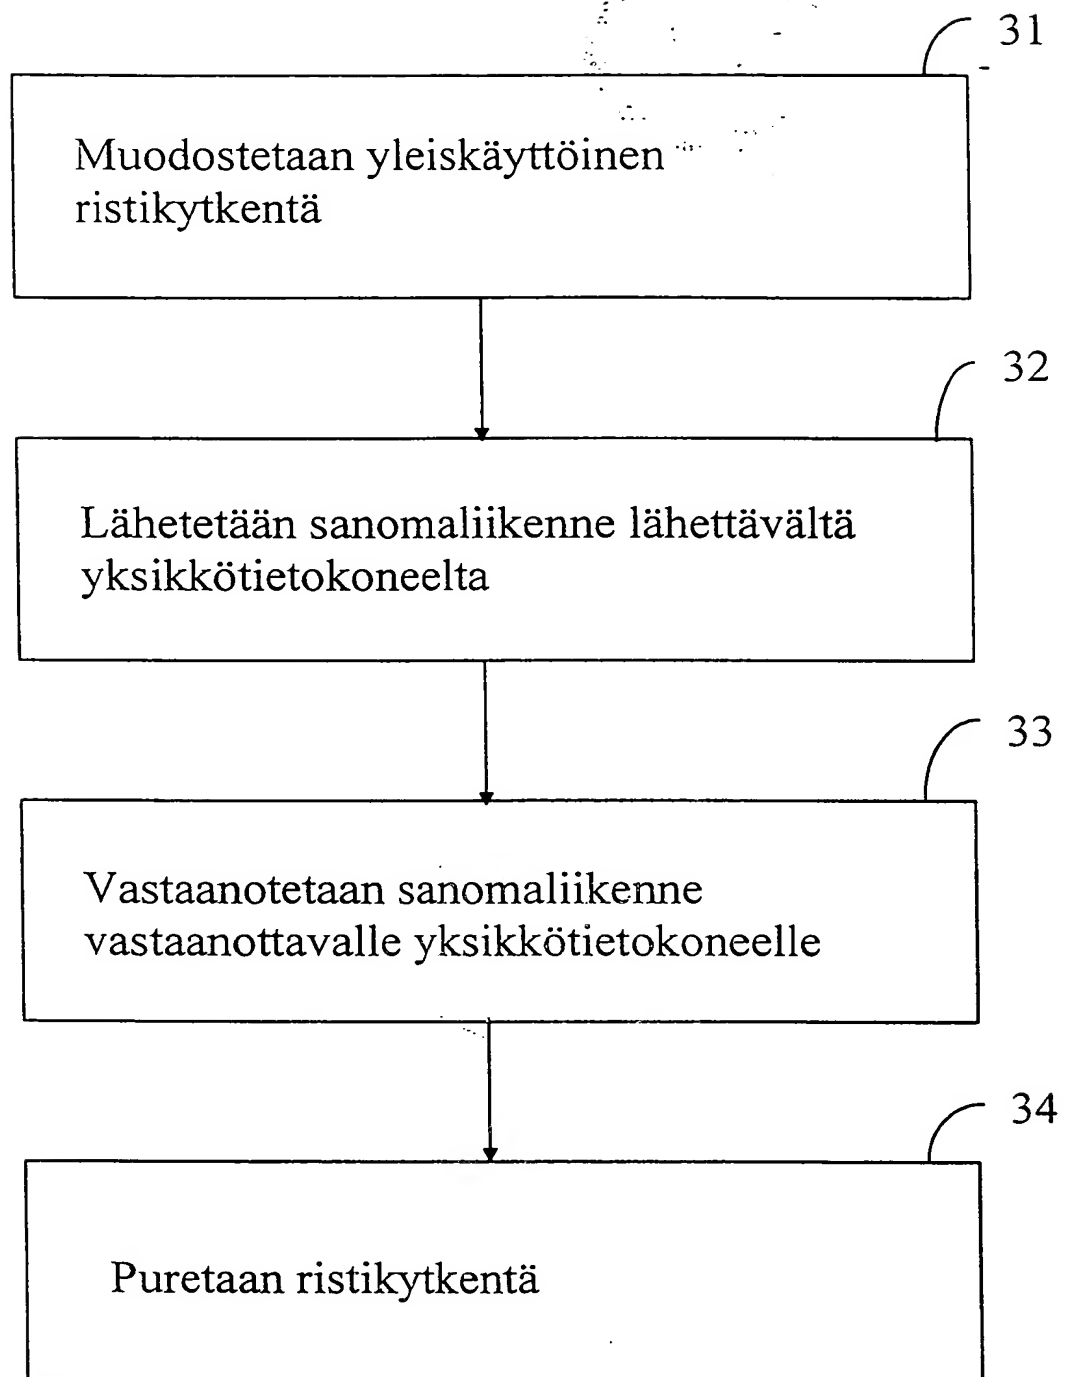 31
Muodostetaan yleiskäyttöinen
ristikytkentä
32
Lähetetään sanomaliikenne lähettävältä
yksikkötietokoneelta
33
Vastaanotetaan sanomaliikenne
vastaanottavalle yksikkötietokoneelle
34
Puretaan ristikytkentä